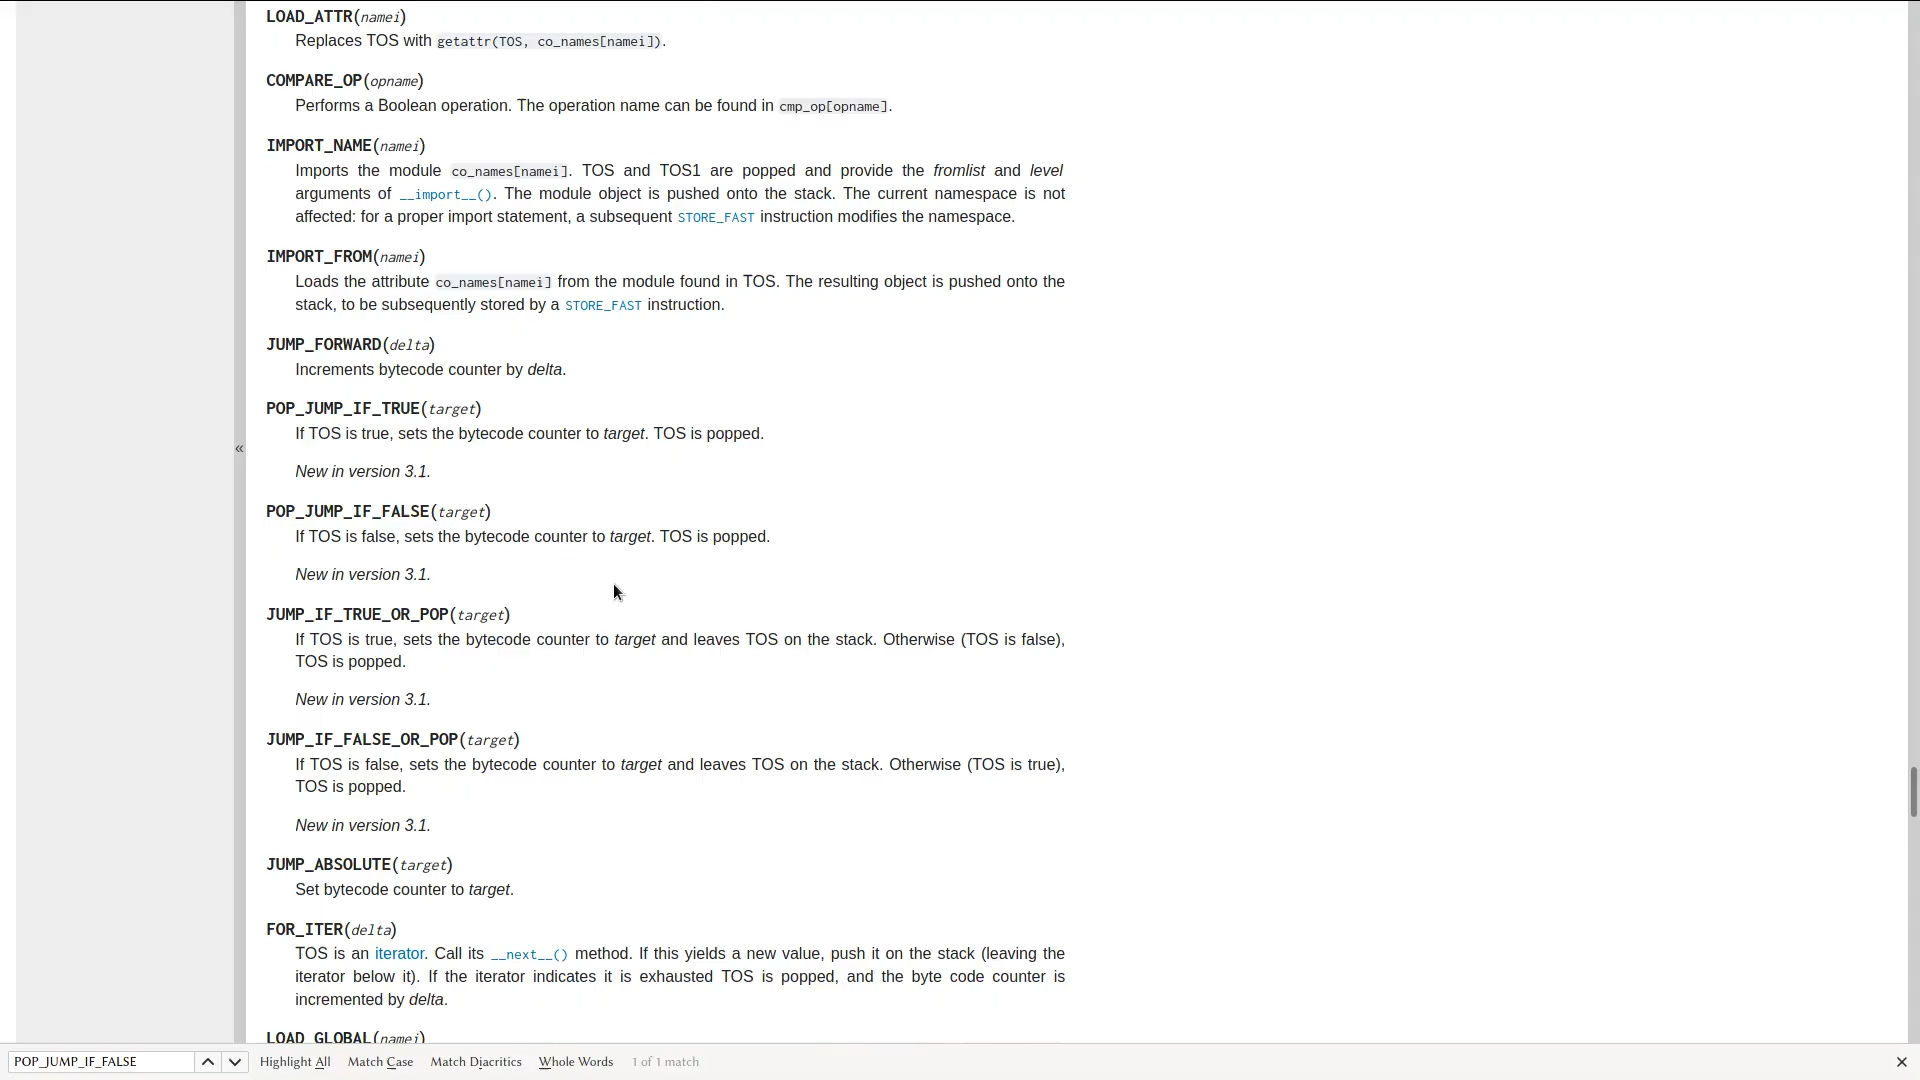 LOAD_ATTR(namei)
Replaces TOS with getattr(TOS, co_names[namei]).
COMPARE_OP(opname)
Performs a Boolean operation. The operation name can be found in cmp_op[opname].
IMPORT_NAME(namei)
Imports the module co_names[namei]. TOS and TOS1 are popped and provide the fromlist and level
arguments of __import__(). The module object is pushed onto the stack. The current namespace is not
affected: for a proper import statement, a subsequent STORE_FAST instruction modifies the namespace.
IMPORT_FROM(namei)
Loads the attribute co_names[namei] from the module found in TOS. The resulting object is pushed onto the
stack, to be subsequently stored by a STORE_FAST instruction.
JUMP_FORWARD(delta)
Increments bytecode counter by delta.
POP_JUMP_IF_TRUE(target)
If TOS is true, sets the bytecode counter to target. TOS is popped.
«
New in version 3.1.
POP_JUMP_IF_FALSE(target)
If TOS is false, sets the bytecode counter to target. TOS is popped.
New in version 3.1.
JUMP_IF_TRUE_OR_POP(target)
If TOS is true, sets the bytecode counter to target and leaves TOS on the stack. Otherwise (TOS is false),
TOS is popped.
New in version 3.1.
JUMP_IF_FALSE_OR_POP(target)
If TOS is false, sets the bytecode counter to target and leaves TOS on the stack. Otherwise (TOS is true),
TOS is popped.
New in version 3.1.
JUMP_ABSOLUTE(target)
Set bytecode counter to target.
FOR_ITER(delta)
TOS is an iterator. Call its __next__() method. If this yields a new value, push it on the stack (leaving the
iterator below it). If the iterator indicates it is exhausted TOS is popped, and the byte code counter is
incremented by delta.
LOAD_GLOBAL(namei)
POP_JUMP_IF_FALSE Highlight All Match Case Match Diacritics Whole Words 1 of 1 match